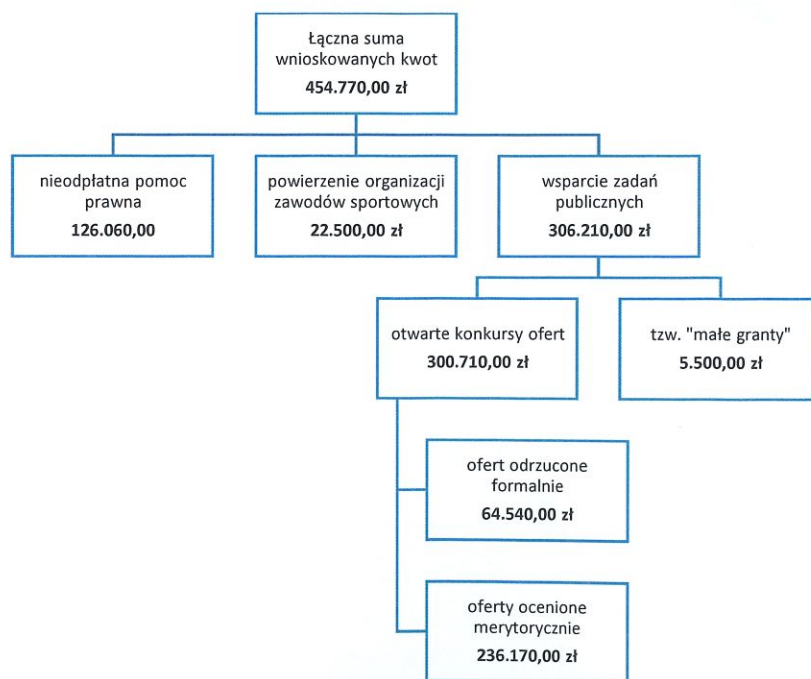 Łączna suma
wnioskowanych kwot
454.770,00 zł
nieodpłatna pomoc
prawna
126.060,00
powierzenie organizacji
zawodów sportowych
22.500,00 zł
wsparcie zadań
publicznych
306.210,00 zł
otwarte konkursy ofert
300.710,00 zł
tzw. "małe granty"
5.500,00 zł
ofert odrzucone
formalnie
64.540,00 zł
oferty ocenione
merytorycznie
236.170,00 zł